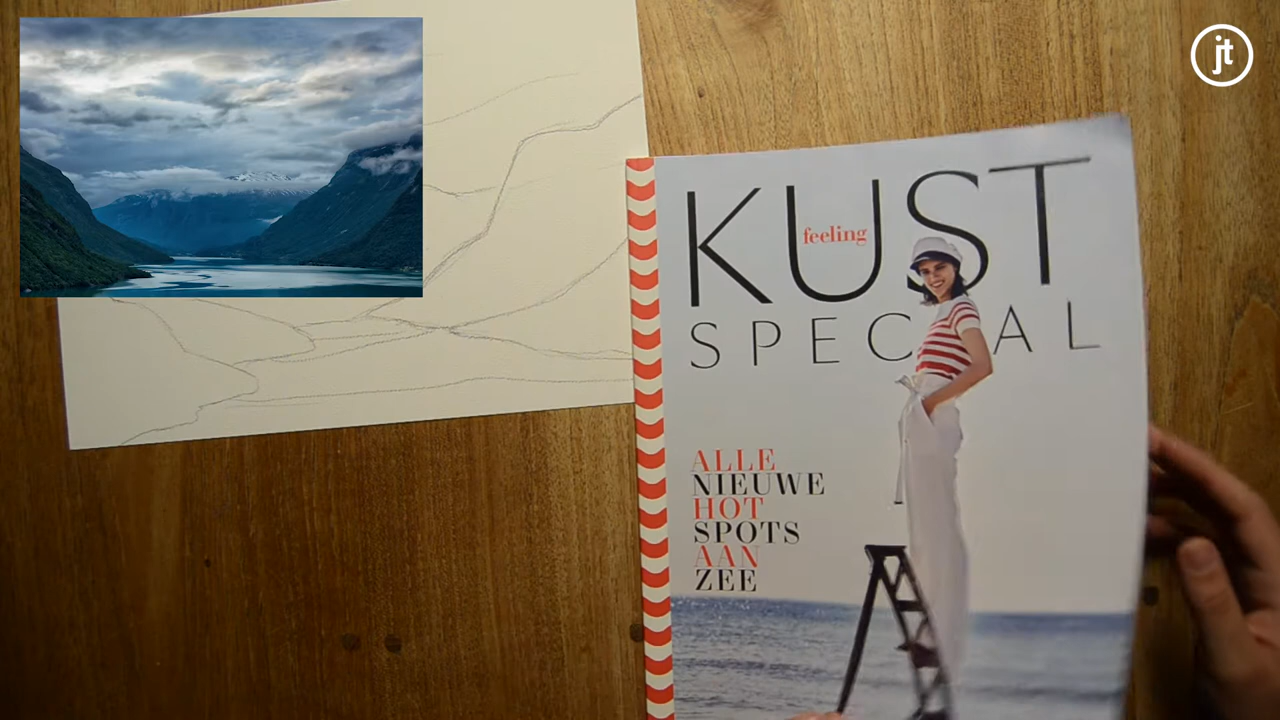 jt
KUST
feeling
SPECIAL
ALLE
NIEUWE
HOT
SPOTS
AAN
ZEE